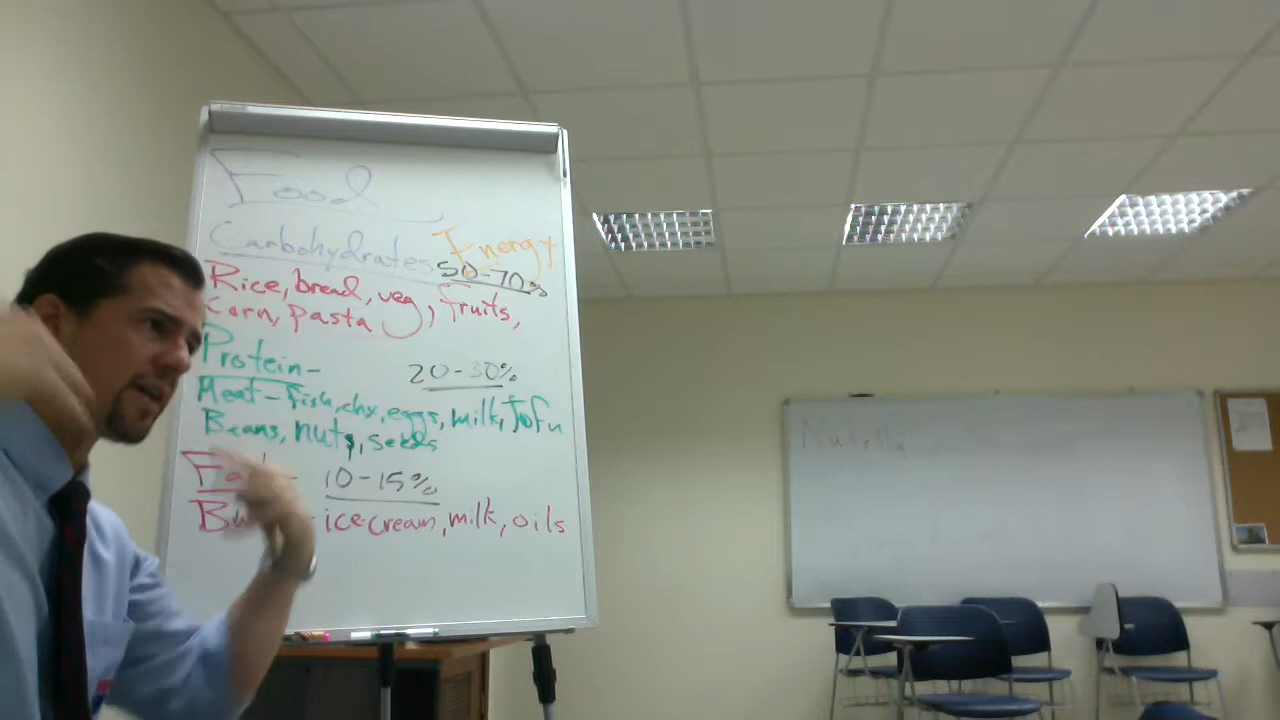 Food
Carbohydrates Energy
50-70%
Rice, bread, veg, fruits,
Corn, pasta
Protein- 20-30%
Meat-fish, chx, eggs, milk, tofu
Beans, nuts, seeds
- 10-15%
- ice cream, milk, oils